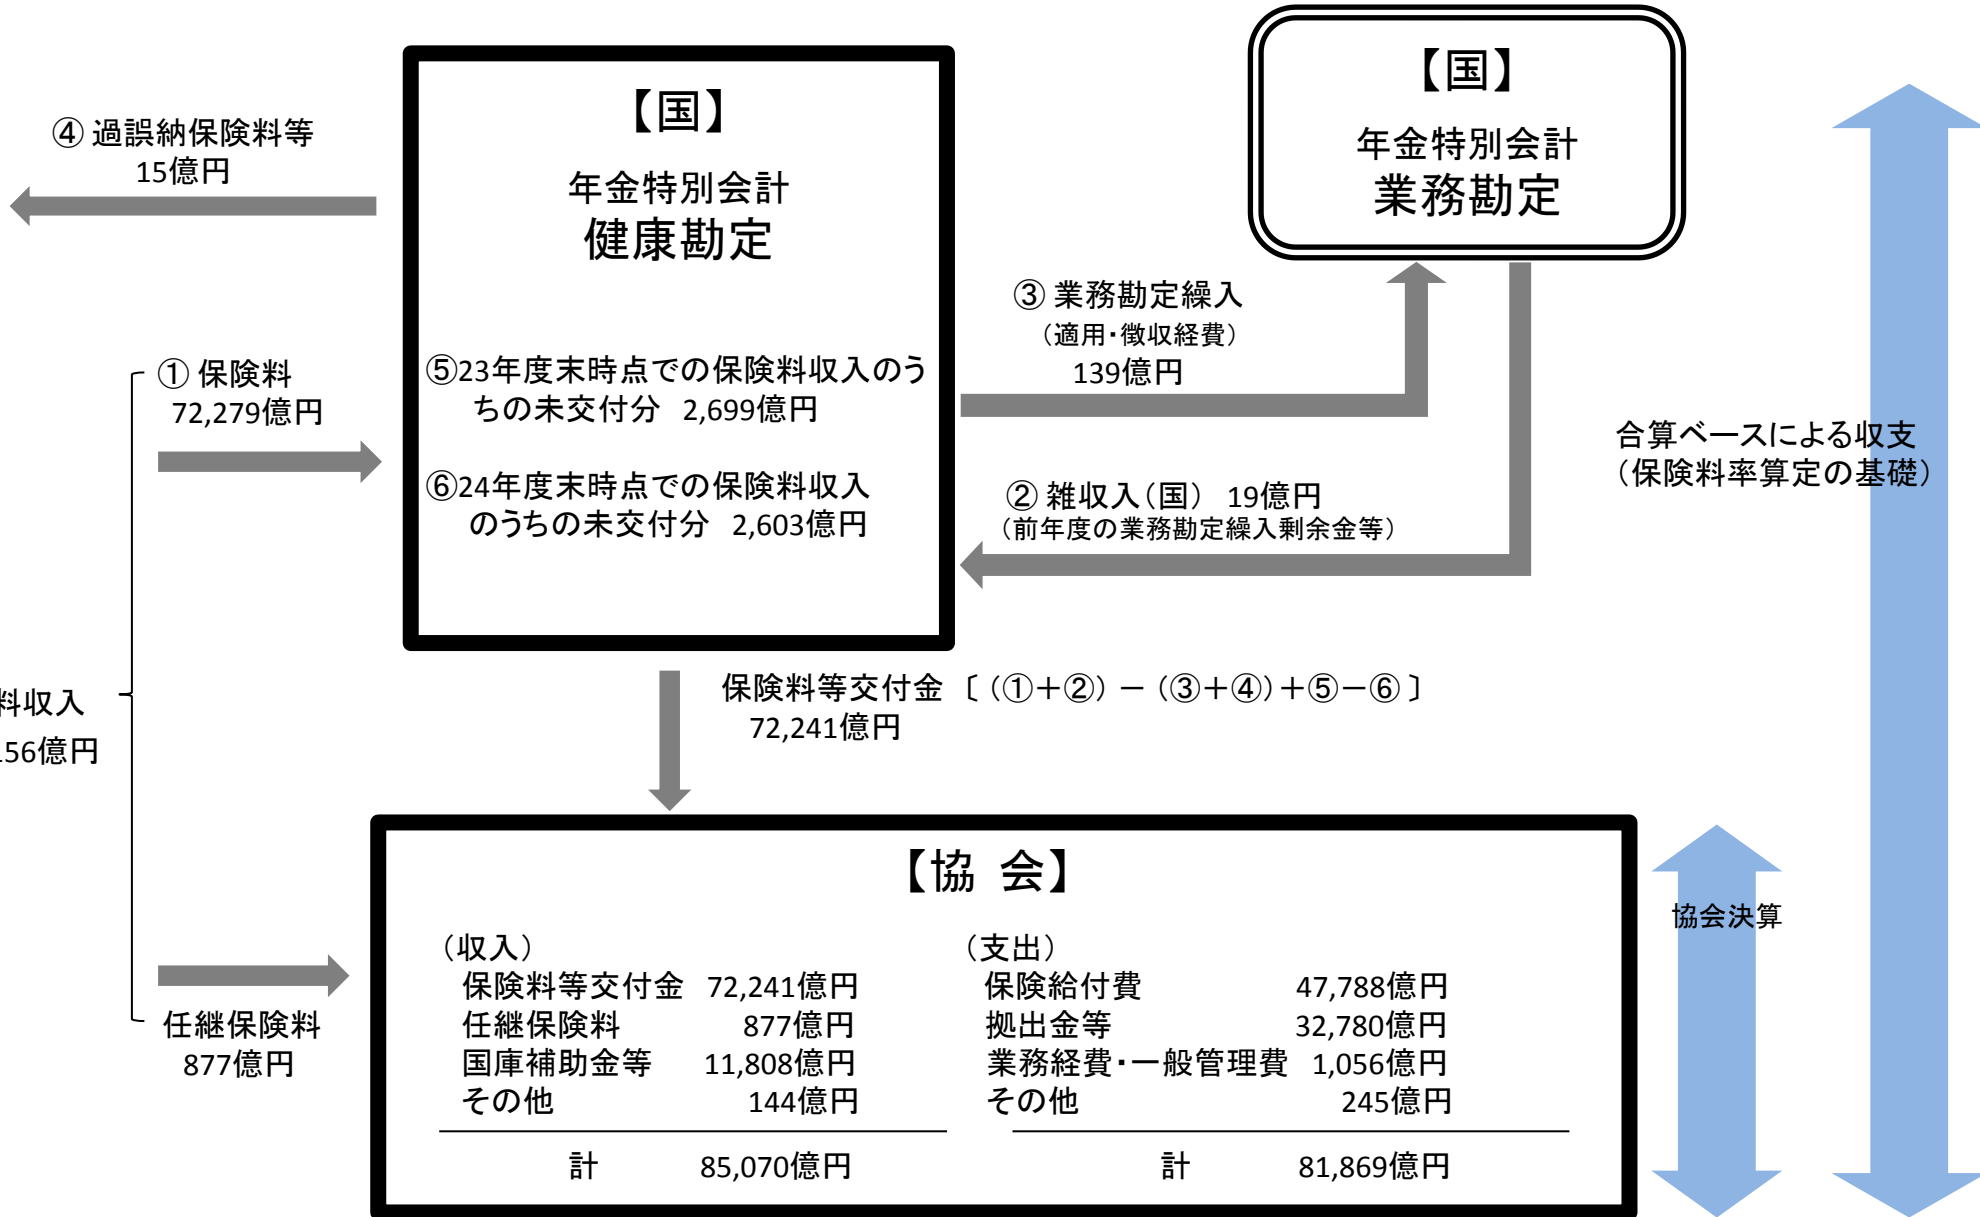 【国】
年金特別会計
健康勘定
⑤23年度末時点での保険料収入のう
ちの未交付分 2,699億円
⑥24年度末時点での保険料収入
のうちの未交付分 2,603億円
【国】
年金特別会計
業務勘定
④ 過誤納保険料等
15億円
① 保険料
72,279億円
③ 業務勘定繰入
（適用・徴収経費）
139億円
② 雑収入（国） 19億円
（前年度の業務勘定繰入剰余金等）
合算ベースによる収支
（保険料率算定の基礎）
料収入
156億円
保険料等交付金 〔（①＋②）－（③＋④）＋⑤－⑥〕
72,241億円
任継保険料
877億円
【協 会】
（収入）
保険料等交付金 72,241億円
任継保険料 877億円
国庫補助金等 11,808億円
その他 144億円
計 85,070億円
（支出）
保険給付費 47,788億円
拠出金等 32,780億円
業務経費・一般管理費 1,056億円
その他 245億円
計 81,869億円
協会決算